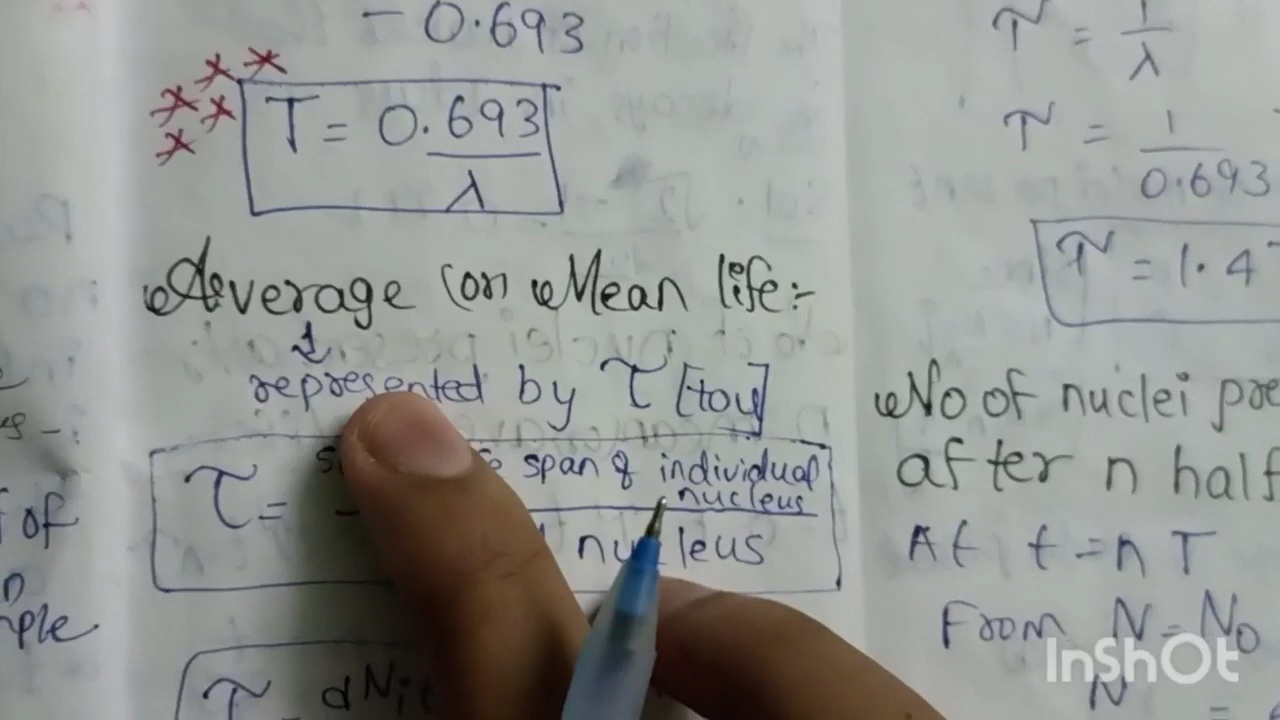 - 0.693
T = 0.693
λ
Average (or) Mean life:-
represented by τ [tou]
span of individual
nucleus
τ =
nucleus
τ
of
τ = 1
λ
τ = 1
0.693
τ = 1.4
No of nuclei pre
after n half
At t = n T
From N = N₀
N =
InShOt